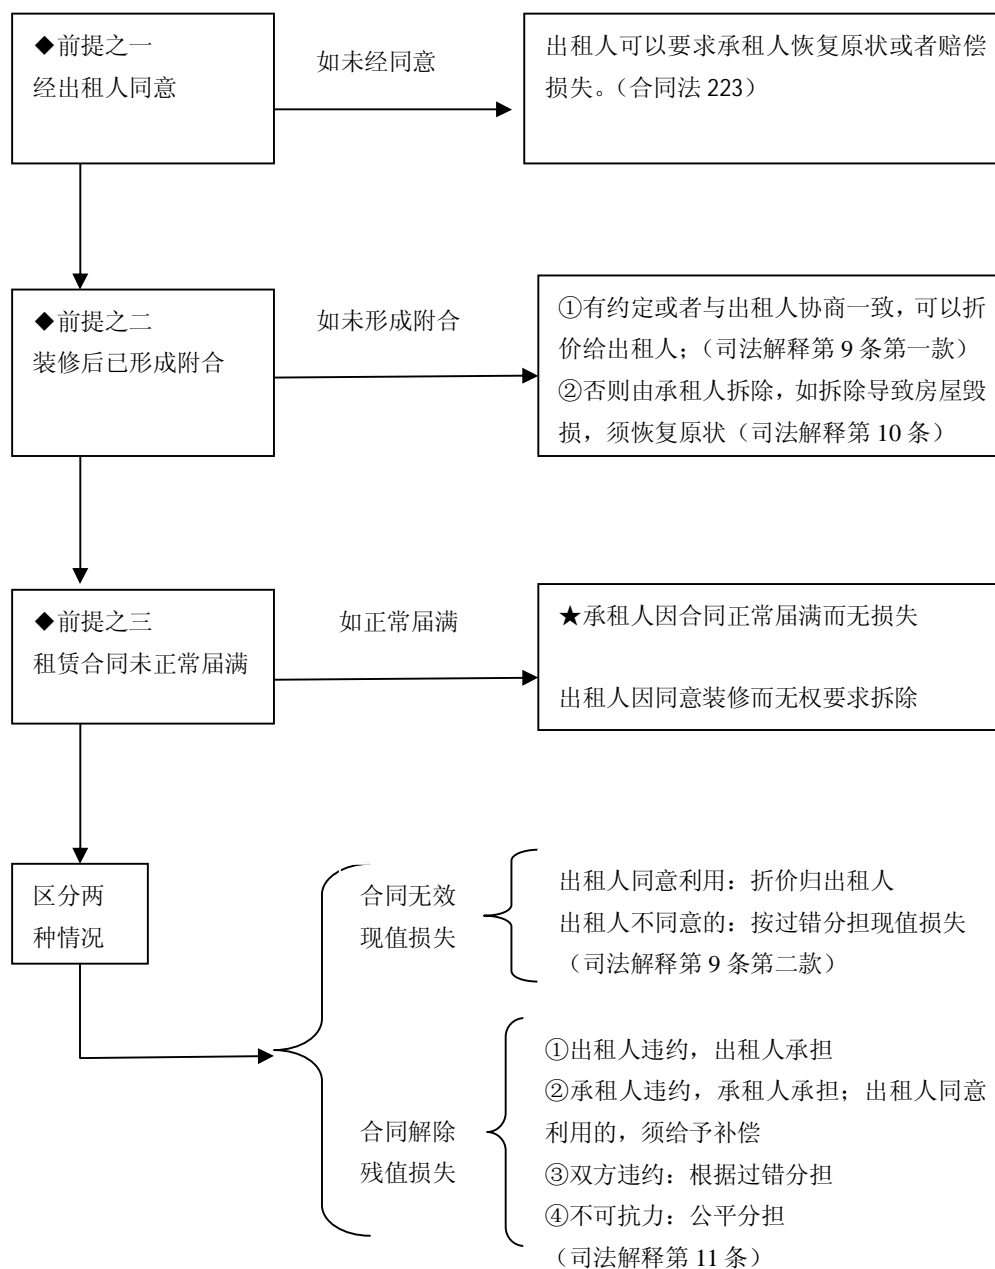 ◆前提之一
经出租人同意
如未经同意
出租人可以要求承租人恢复原状或者赔偿
损失。（合同法 223）
◆前提之二
装修后已形成附合
如未形成附合
①有约定或者与出租人协商一致，可以折
价给出租人；（司法解释第 9 条第一款）
②否则由承租人拆除，如拆除导致房屋毁
损，须恢复原状（司法解释第 10 条）
◆前提之三
租赁合同未正常届满
如正常届满
★承租人因合同正常届满而无损失
出租人因同意装修而无权要求拆除
区分两
种情况
合同无效
现值损失
出租人同意利用：折价归出租人
出租人不同意的：按过错分担现值损失
（司法解释第 9 条第二款）
合同解除
残值损失
①出租人违约，出租人承担
②承租人违约，承租人承担；出租人同意
利用的，须给予补偿
③双方违约：根据过错分担
④不可抗力：公平分担
（司法解释第 11 条）